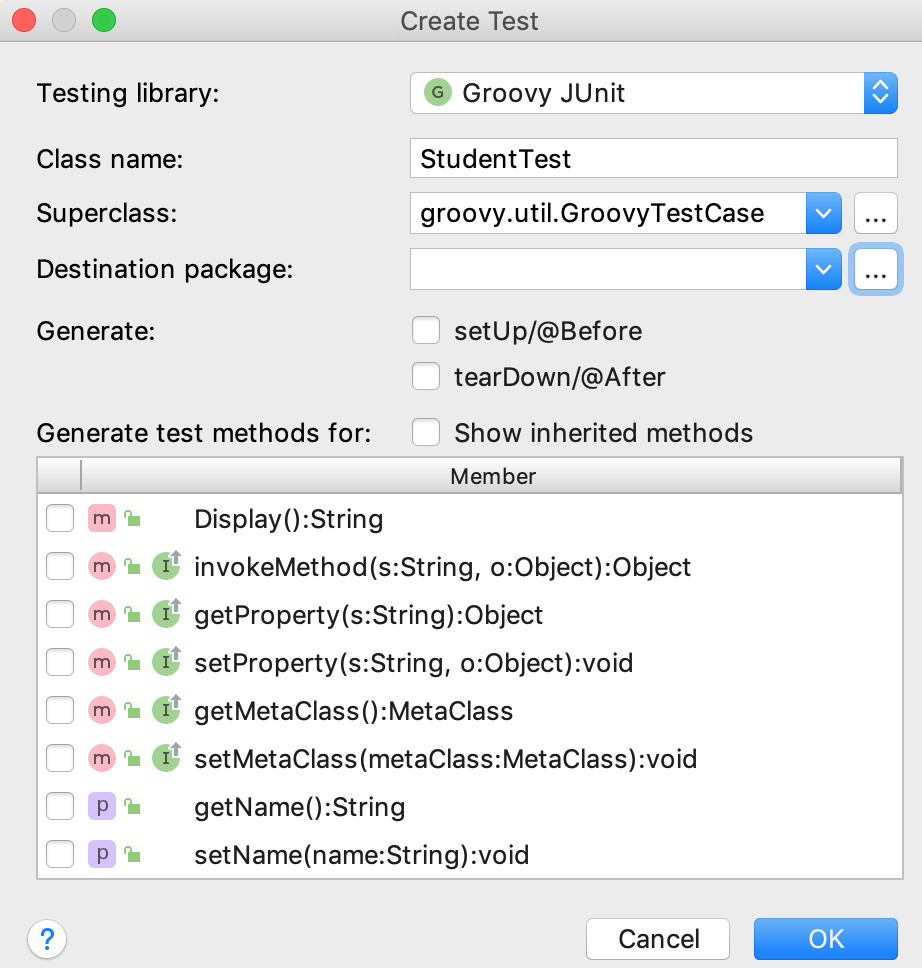 Create Test
Testing library: G Groovy JUnit
Class name: StudentTest
Superclass: groovy.util.GroovyTestCase ...
Destination package: ...
Generate: setUp/@Before
tearDown/@After
Generate test methods for: Show inherited methods
Member
m Display():String
m I invokeMethod(s:String, o:Object):Object
m I getProperty(s:String):Object
m I setProperty(s:String, o:Object):void
m I getMetaClass():MetaClass
m I setMetaClass(metaClass:MetaClass):void
p getName():String
p setName(name:String):void
? Cancel OK